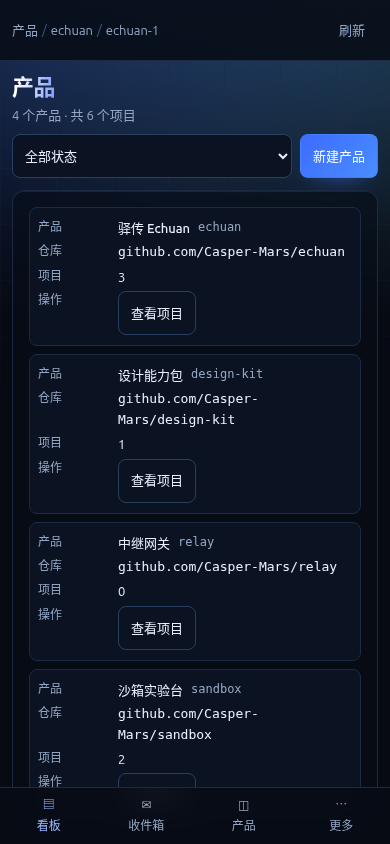 产品 / echuan / echuan-1
刷新
产品
4 个产品 · 共 6 个项目
全部状态
新建产品
产品 驿传 Echuan echuan
仓库 github.com/Casper-Mars/echuan
项目 3
操作 查看项目
产品 设计能力包 design-kit
仓库 github.com/Casper-
Mars/design-kit
项目 1
操作 查看项目
产品 中继网关 relay
仓库 github.com/Casper-Mars/relay
项目 0
操作 查看项目
产品 沙箱实验台 sandbox
仓库 github.com/Casper-
Mars/sandbox
项目 2
操作
看板 收件箱 产品 更多